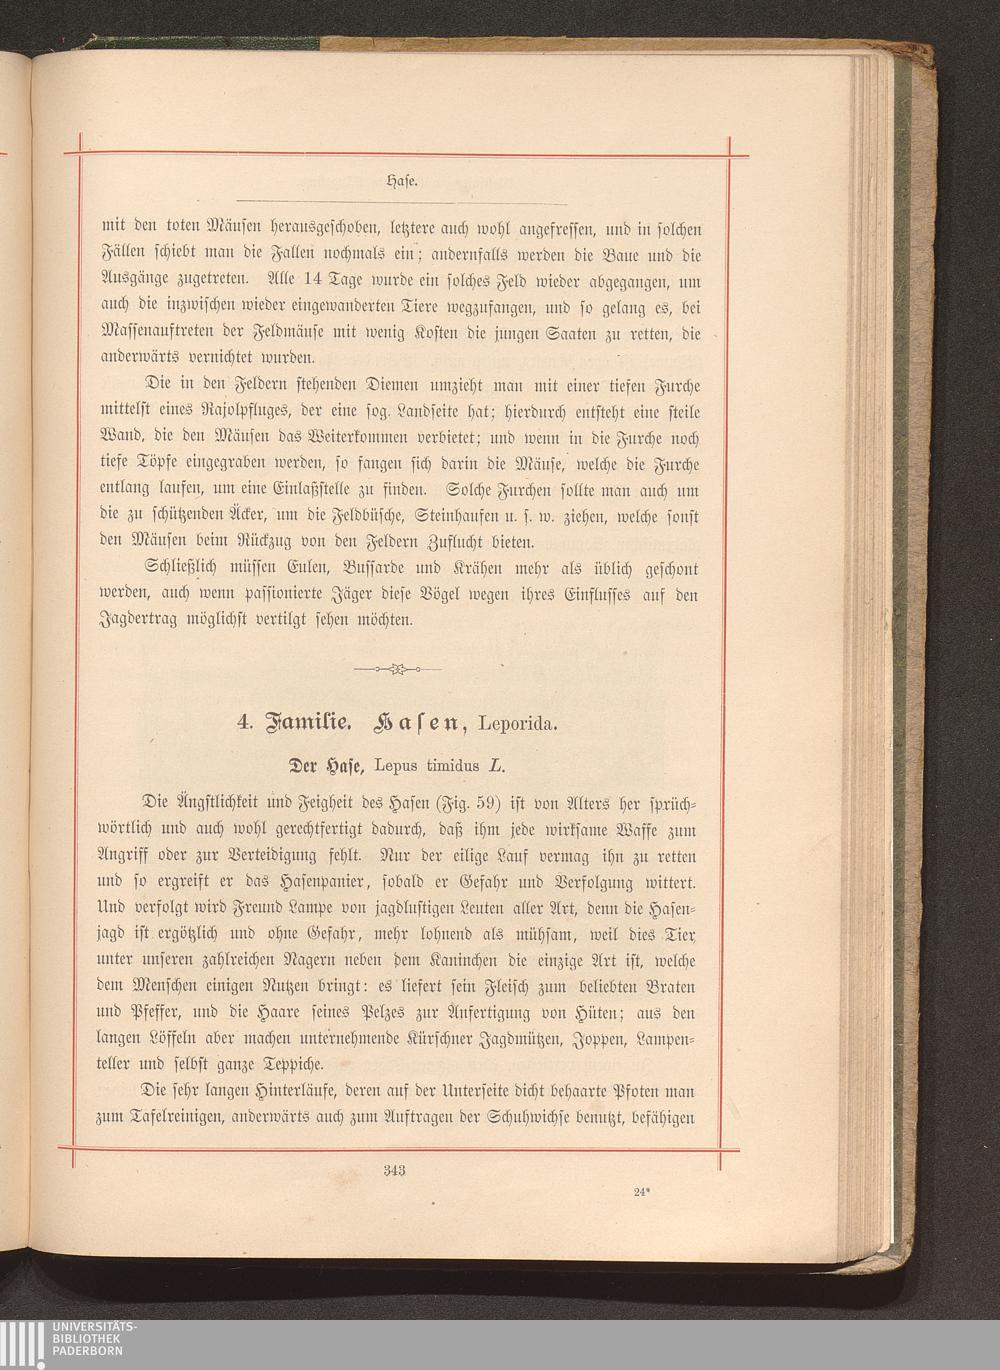 Hase.
mit den toten Mäusen herausgeschoben, letztere auch wohl angefressen, und in solchen
Fällen schiebt man die Fallen nochmals ein; andernfalls werden die Baue und die
Ausgänge zugetreten. Alle 14 Tage wurde ein solches Feld wieder abgegangen, um
auch die inzwischen wieder eingewanderten Tiere wegzufangen, und so gelang es, bei
Massenauftreten der Feldmäuse mit wenig Kosten die jungen Saaten zu retten, die
anderwärts vernichtet wurden.
Die in den Feldern stehenden Diemen umzieht man mit einer tiefen Furche
mittelst eines Rajolpfluges, der eine sog. Landseite hat; hierdurch entsteht eine steile
Wand, die den Mäusen das Weiterkommen verbietet; und wenn in die Furche noch
tiefe Töpfe eingegraben werden, so fangen sich darin die Mäuse, welche die Furche
entlang laufen, um eine Einlaßstelle zu finden. Solche Furchen sollte man auch um
die zu schützenden Äcker, um die Feldbüsche, Steinhaufen u. s. w. ziehen, welche sonst
den Mäusen beim Rückzug von den Feldern Zuflucht bieten.
Schließlich müssen Eulen, Bussarde und Krähen mehr als üblich geschont
werden, auch wenn passionierte Jäger diese Vögel wegen ihres Einflusses auf den
Jagdertrag möglichst vertilgt sehen möchten.
4. Familie. Hasen, Leporida.
Der Hase, Lepus timidus L.
Die Ängstlichkeit und Feigheit des Hasen (Fig. 59) ist von Alters her sprüch-
wörtlich und auch wohl gerechtfertigt dadurch, daß ihm jede wirksame Waffe zum
Angriff oder zur Verteidigung fehlt. Nur der eilige Lauf vermag ihn zu retten
und so ergreift er das Hasenpanier, sobald er Gefahr und Verfolgung wittert.
Und verfolgt wird Freund Lampe von jagdlustigen Leuten aller Art, denn die Hasen-
jagd ist ergötzlich und ohne Gefahr, mehr lohnend als mühsam, weil dies Tier
unter unseren zahlreichen Nagern neben dem Kaninchen die einzige Art ist, welche
dem Menschen einigen Nutzen bringt: es liefert sein Fleisch zum beliebten Braten
und Pfeffer, und die Haare seines Pelzes zur Anfertigung von Hüten; aus den
langen Löffeln aber machen unternehmende Kürschner Jagdmützen, Joppen, Lampen-
teller und selbst ganze Teppiche.
Die sehr langen Hinterläufe, deren auf der Unterseite dicht behaarte Pfoten man
zum Tafelreinigen, anderwärts auch zum Auftragen der Schuhwichse benutzt, befähigen
343
24*
UNIVERSITÄTS-
BIBLIOTHEK
PADERBORN